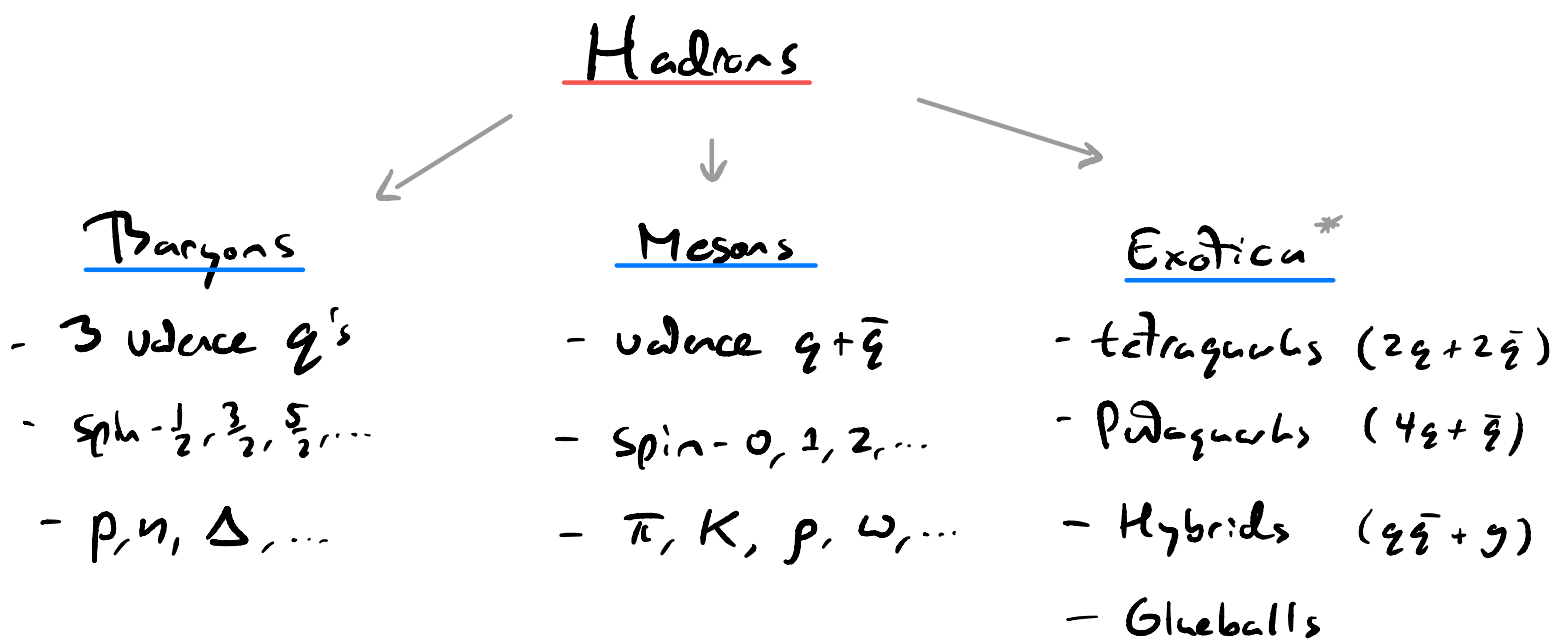 Hadrons
Baryons
- 3 valence q's
- Spin-1/2, 3/2, 5/2, ...
- p, n, Δ, ...
Mesons
- valence q + q̄
- Spin-0, 1, 2, ...
- π, K, ρ, ω, ...
Exotica *
- tetraquarks (2q + 2q̄)
- Pentaquarks (4q + q̄)
- Hybrids (qq̄ + g)
- Glueballs